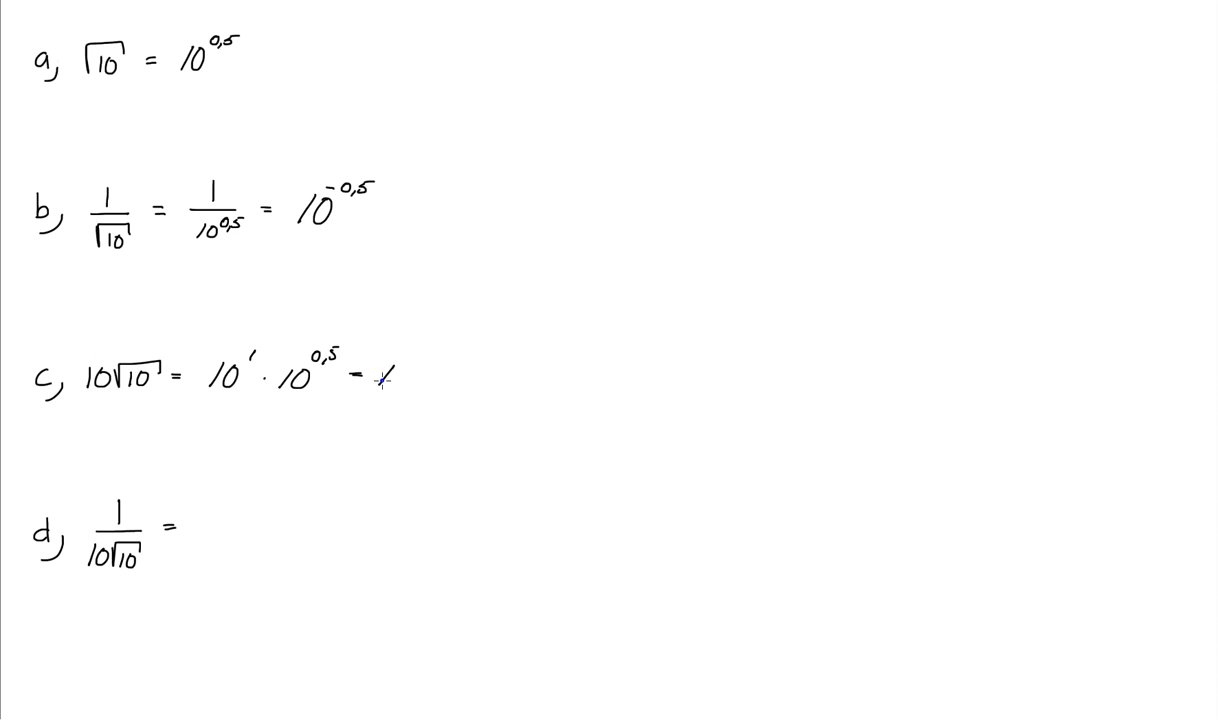 a) √10 = 10^0,5
b) 1/√10 = 1/10^0,5 = 10^-0,5
c) 10√10 = 10^1 · 10^0,5 =
d) 1/10√10 =